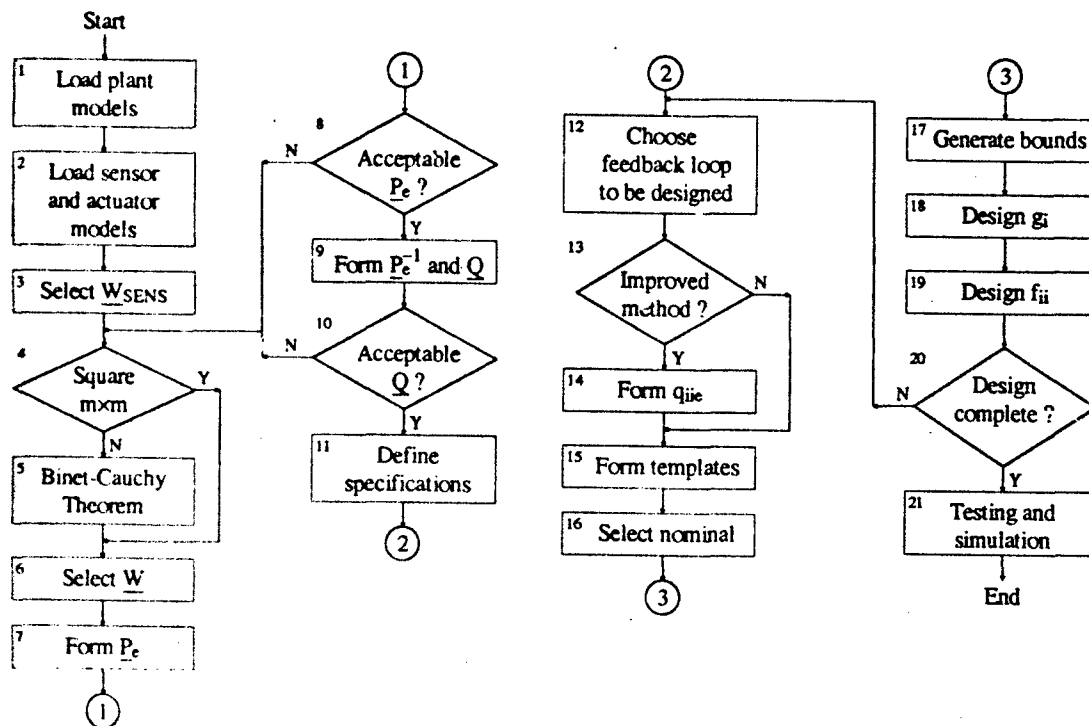 Start
1
Load plant
models
2
Load sensor
and actuator
models
3
Select W_SENS
4
Square
m×m
Y
N
5
Binet-Cauchy
Theorem
6
Select W
7
Form P_e
1
1
8
N
Acceptable
P_e ?
Y
9
Form P_e^-1 and Q
10
N
Acceptable
Q ?
Y
11
Define
specifications
2
2
12
Choose
feedback loop
to be designed
13
Improved
method ?
N
Y
14
Form q_iie
15
Form templates
16
Select nominal
3
3
17
Generate bounds
18
Design g_i
19
Design f_ii
20
N
Design
complete ?
Y
21
Testing and
simulation
End